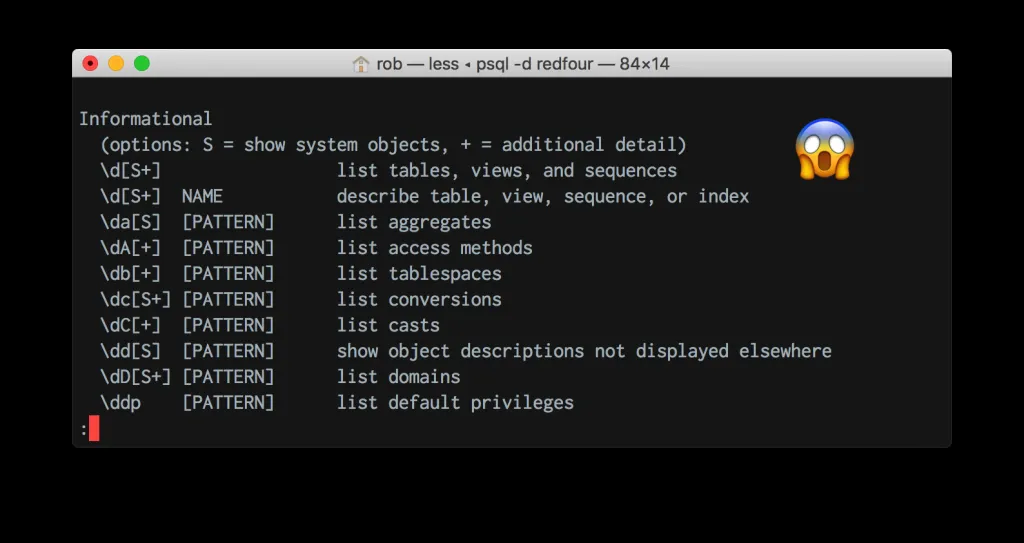 rob — less ◂ psql -d redfour — 84×14
Informational
(options: S = show system objects, + = additional detail)
\d[S+] list tables, views, and sequences
\d[S+] NAME describe table, view, sequence, or index
\da[S] [PATTERN] list aggregates
\dA[+] [PATTERN] list access methods
\db[+] [PATTERN] list tablespaces
\dc[S+] [PATTERN] list conversions
\dC[+] [PATTERN] list casts
\dd[S] [PATTERN] show object descriptions not displayed elsewhere
\dD[S+] [PATTERN] list domains
\ddp [PATTERN] list default privileges
: